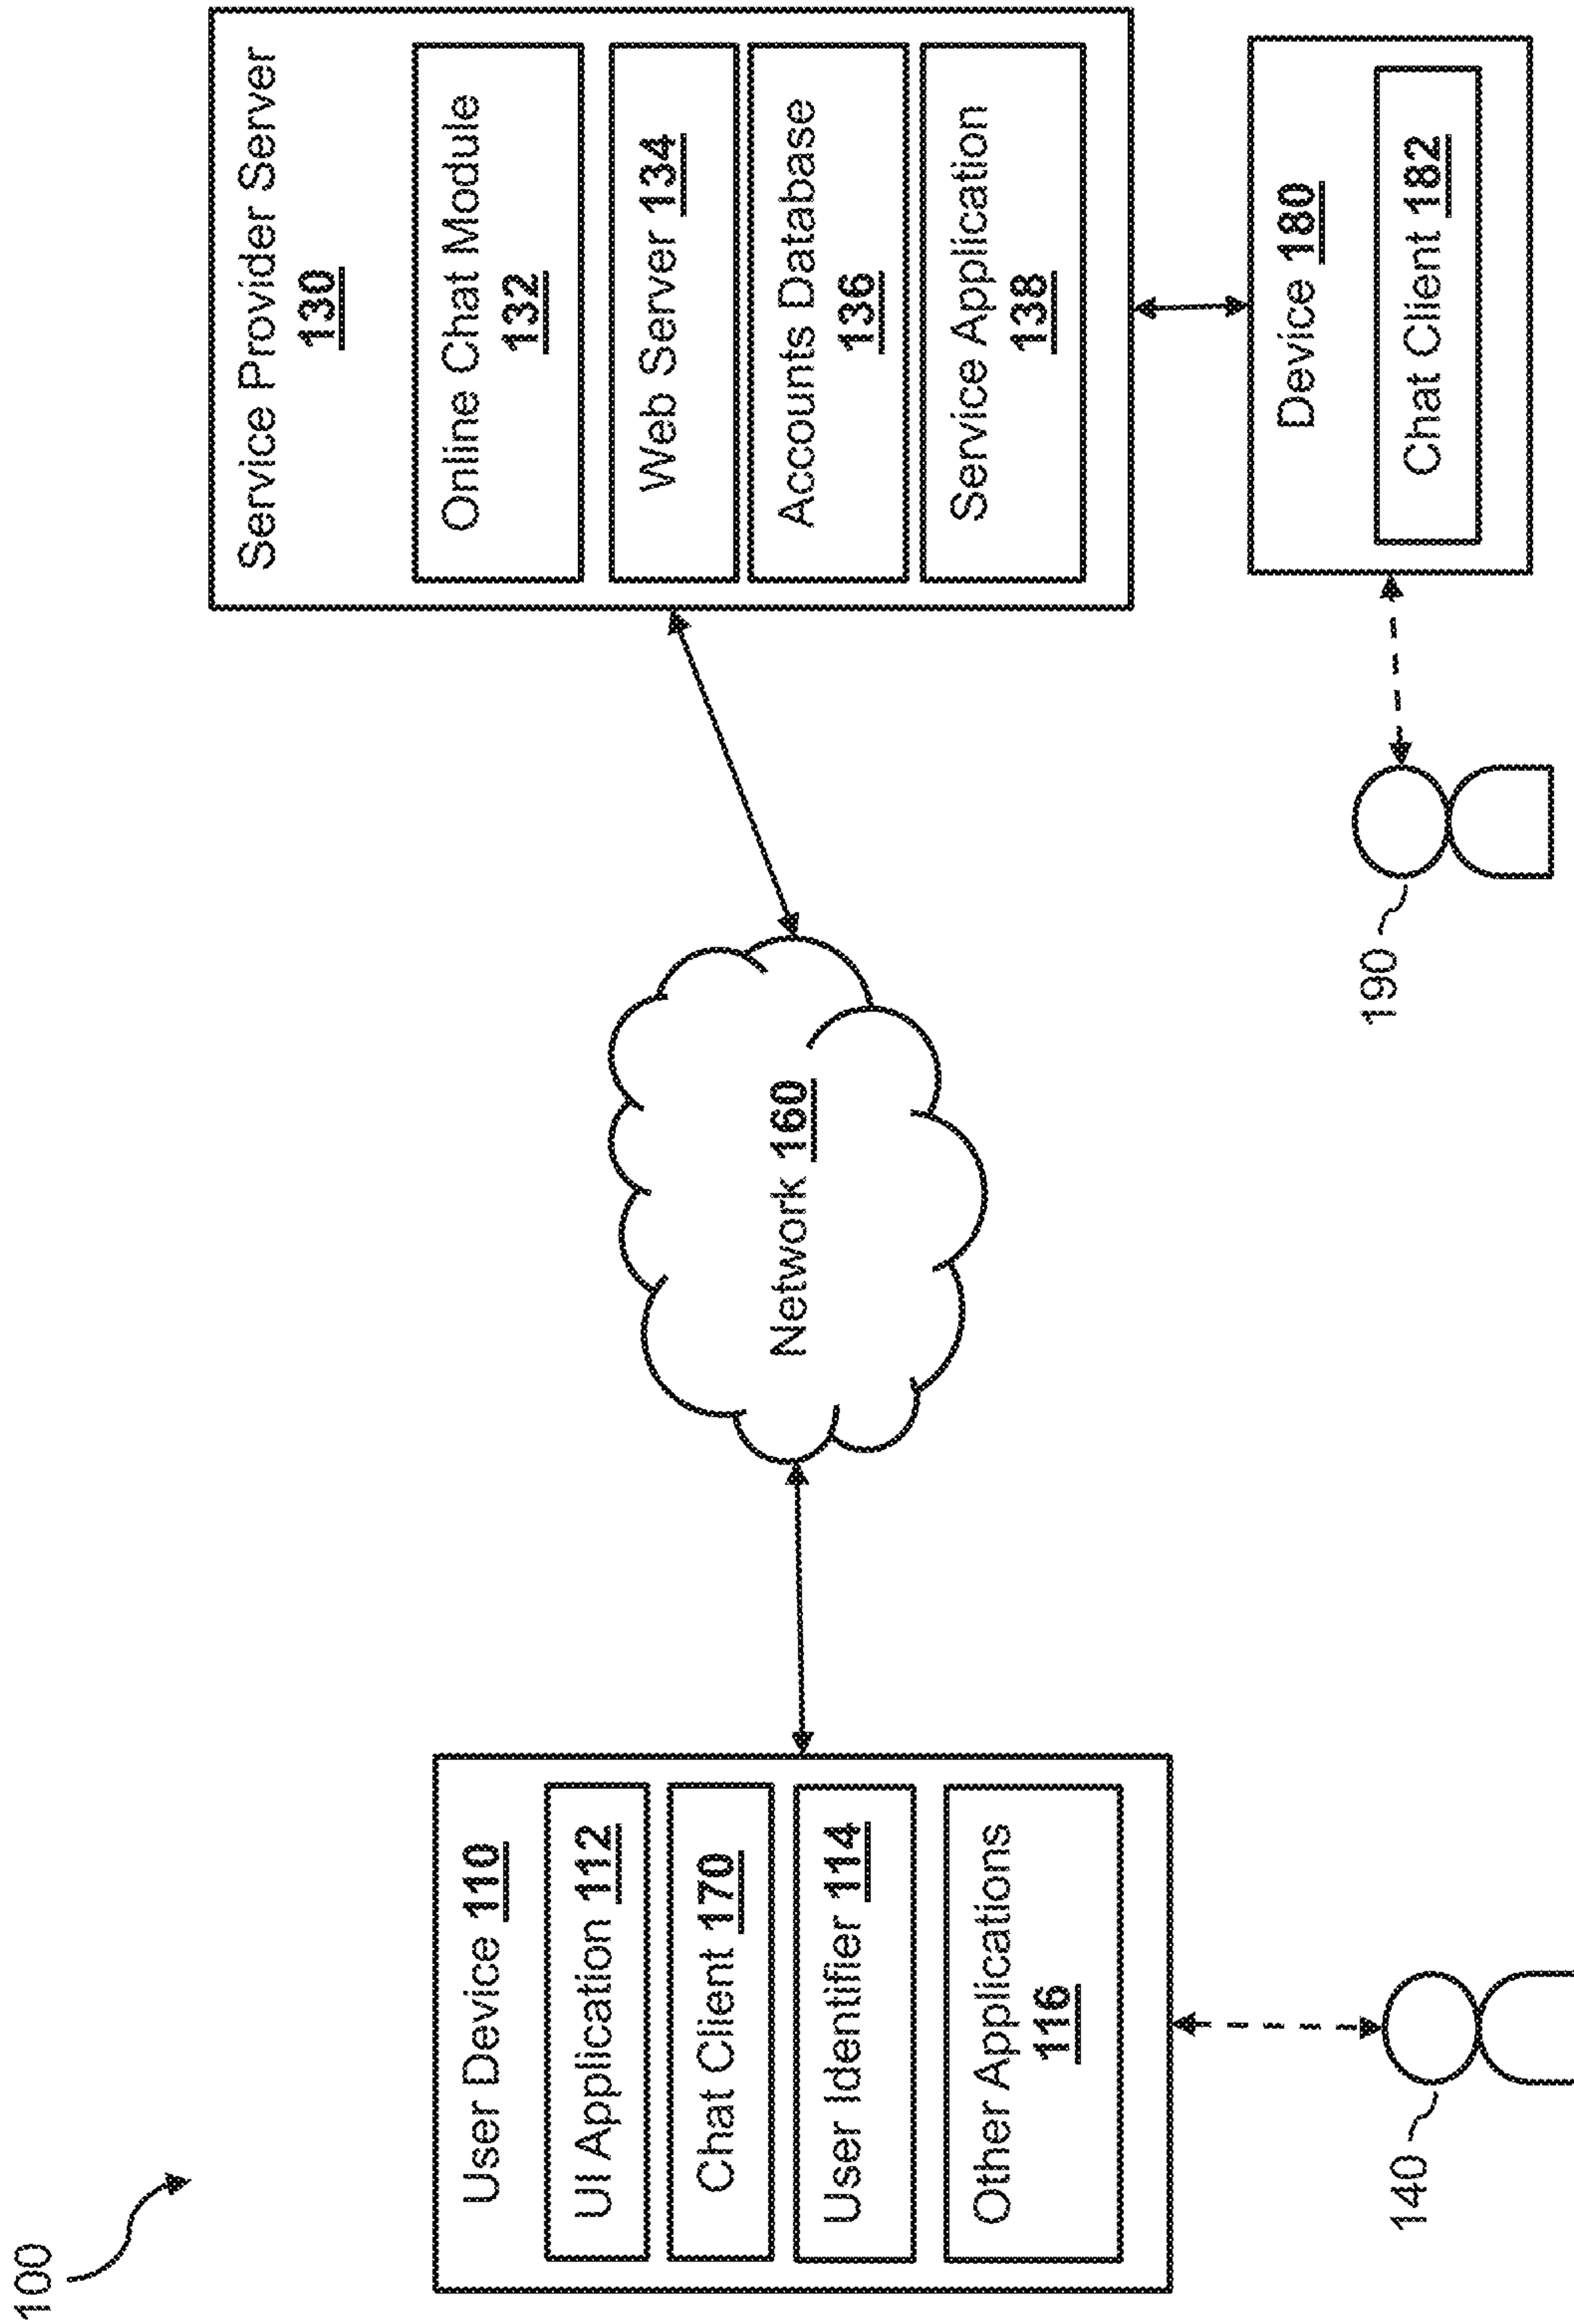 100
User Device 110
UI Application 112
Chat Client 170
User Identifier 114
Other Applications
116
140
Network 160
Service Provider Server
130
Online Chat Module
132
Web Server 134
Accounts Database
136
Service Application
138
Device 180
Chat Client 182
190